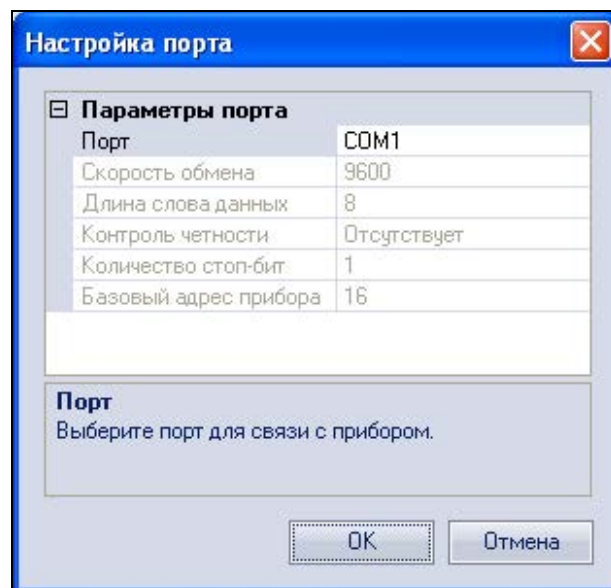 Настройка порта
Параметры порта
Порт COM1
Скорость обмена 9600
Длина слова данных 8
Контроль четности Отсутствует
Количество стоп-бит 1
Базовый адрес прибора 16
Порт
Выберите порт для связи с прибором.
OK Отмена